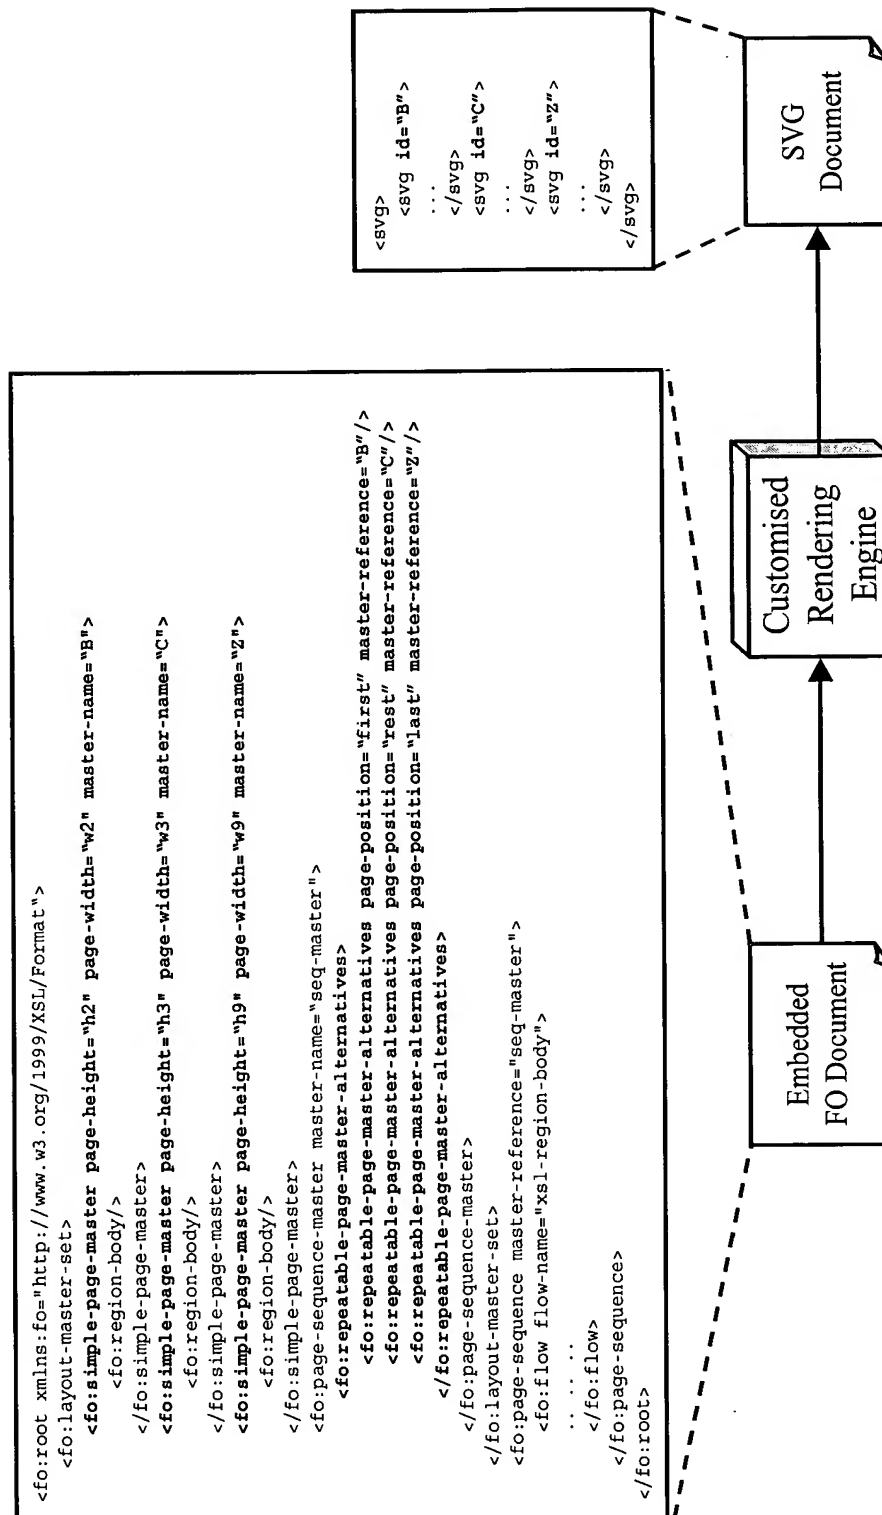 <fo:root xmlns:fo="http://www.w3.org/1999/XSL/Format">
<fo:layout-master-set>
<fo:simple-page-master page-height="h2" page-width="w2" master-name="B">
<fo:region-body/>
</fo:simple-page-master>
<fo:simple-page-master page-height="h3" page-width="w3" master-name="C">
<fo:region-body/>
</fo:simple-page-master>
<fo:simple-page-master page-height="h9" page-width="w9" master-name="Z">
<fo:region-body/>
</fo:simple-page-master>
<fo:page-sequence-master master-name="seq-master">
<fo:repeatable-page-master-alternatives>
<fo:repeatable-page-master-alternatives page-position="first" master-reference="B"/>
<fo:repeatable-page-master-alternatives page-position="rest" master-reference="C"/>
<fo:repeatable-page-master-alternatives page-position="last" master-reference="Z"/>
</fo:repeatable-page-master-alternatives>
</fo:page-sequence-master>
</fo:layout-master-set>
<fo:page-sequence master-reference="seq-master">
<fo:flow flow-name="xsl-region-body">
.. .. ..
</fo:flow>
</fo:page-sequence>
</fo:root>
<svg>
<svg id="B">
...
</svg>
<svg id="C">
...
</svg>
<svg id="Z">
...
</svg>
</svg>
Embedded
FO Document
Customised
Rendering
Engine
SVG
Document